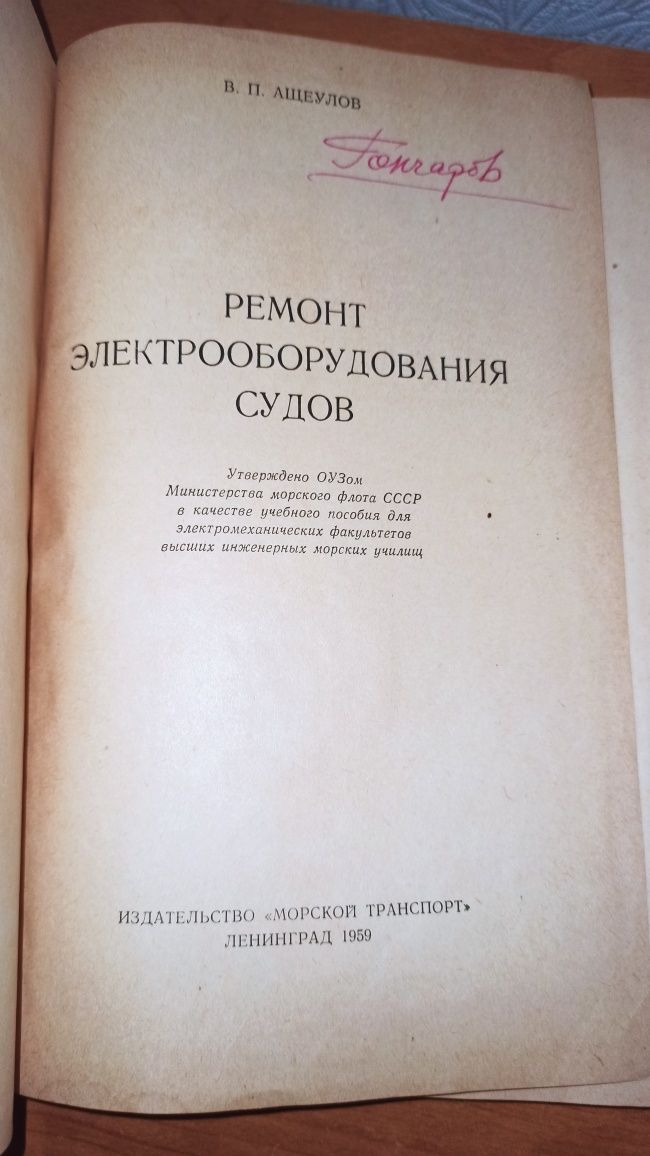 В. П. АЩЕУЛОВ
Гончаров
РЕМОНТ
ЭЛЕКТРООБОРУДОВАНИЯ
СУДОВ
Утверждено ОУЗом
Министерства морского флота СССР
в качестве учебного пособия для
электромеханических факультетов
высших инженерных морских училищ
ИЗДАТЕЛЬСТВО «МОРСКОЙ ТРАНСПОРТ»
ЛЕНИНГРАД 1959